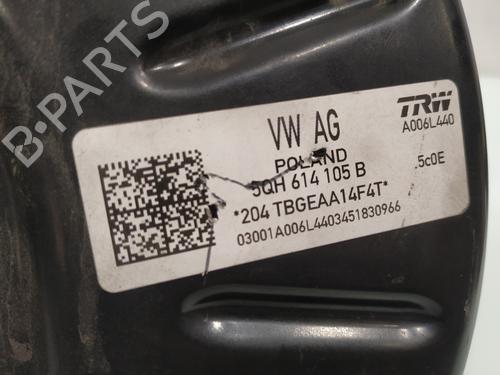 B-PARTS
VW AG
POLAND
5QH 614 105 B
*204 TBGEAA14F4T*
03001A006L4403451830966
TRW
A006L440
5c0E